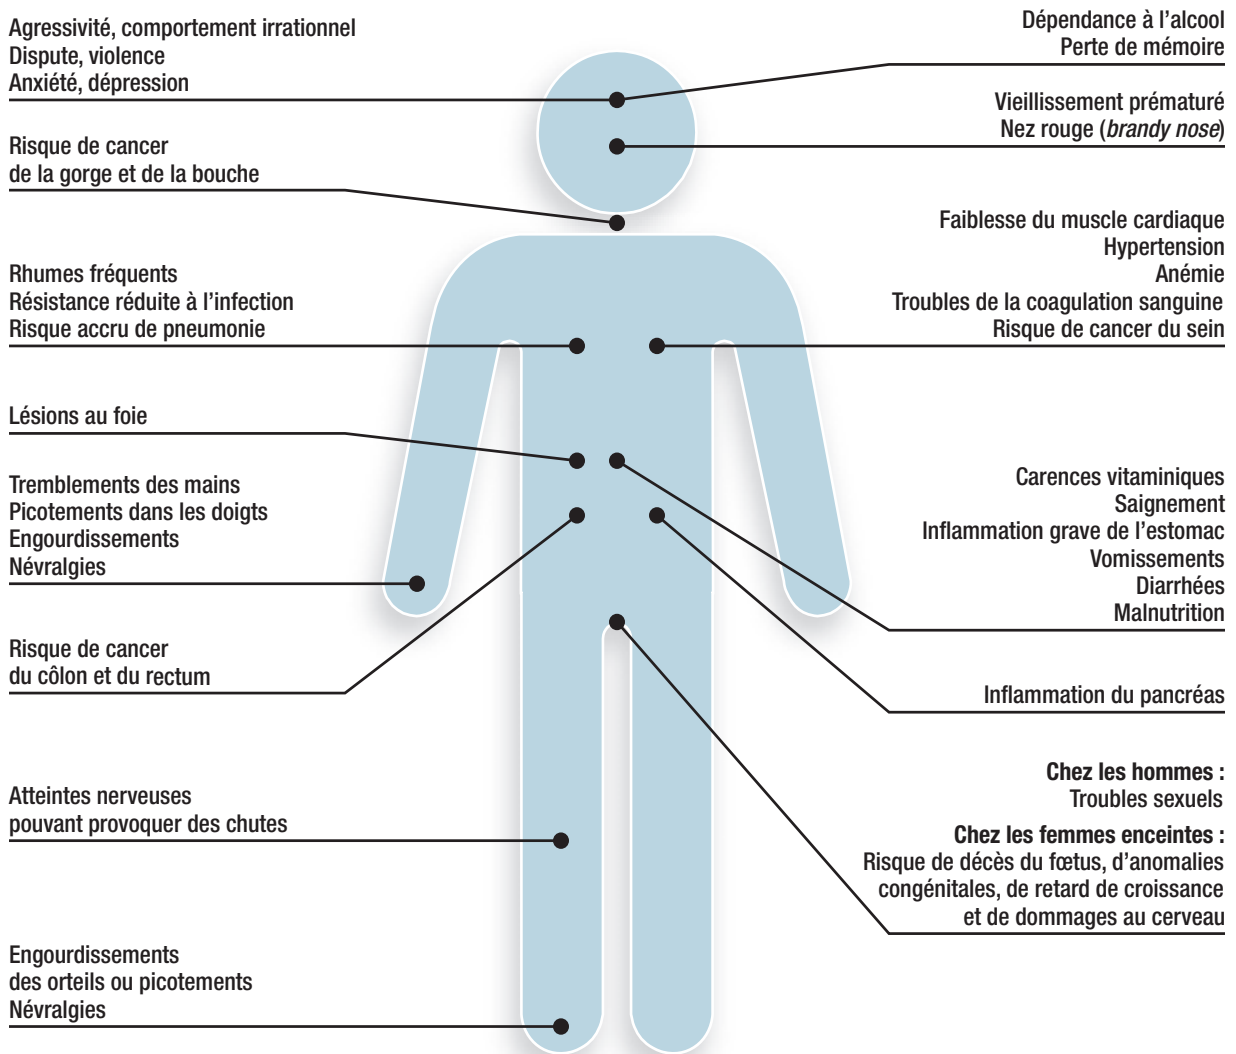 Agressivité, comportement irrationnel
Dispute, violence
Anxiété, dépression
Risque de cancer
de la gorge et de la bouche
Rhumes fréquents
Résistance réduite à l’infection
Risque accru de pneumonie
Lésions au foie
Tremblements des mains
Picotements dans les doigts
Engourdissements
Névralgies
Risque de cancer
du côlon et du rectum
Atteintes nerveuses
pouvant provoquer des chutes
Engourdissements
des orteils ou picotements
Névralgies
Dépendance à l’alcool
Perte de mémoire
Vieillissement prématuré
Nez rouge (brandy nose)
Faiblesse du muscle cardiaque
Hypertension
Anémie
Troubles de la coagulation sanguine
Risque de cancer du sein
Carences vitaminiques
Saignement
Inflammation grave de l’estomac
Vomissements
Diarrhées
Malnutrition
Inflammation du pancréas
Chez les hommes :
Troubles sexuels
Chez les femmes enceintes :
Risque de décès du fœtus, d’anomalies
congénitales, de retard de croissance
et de dommages au cerveau